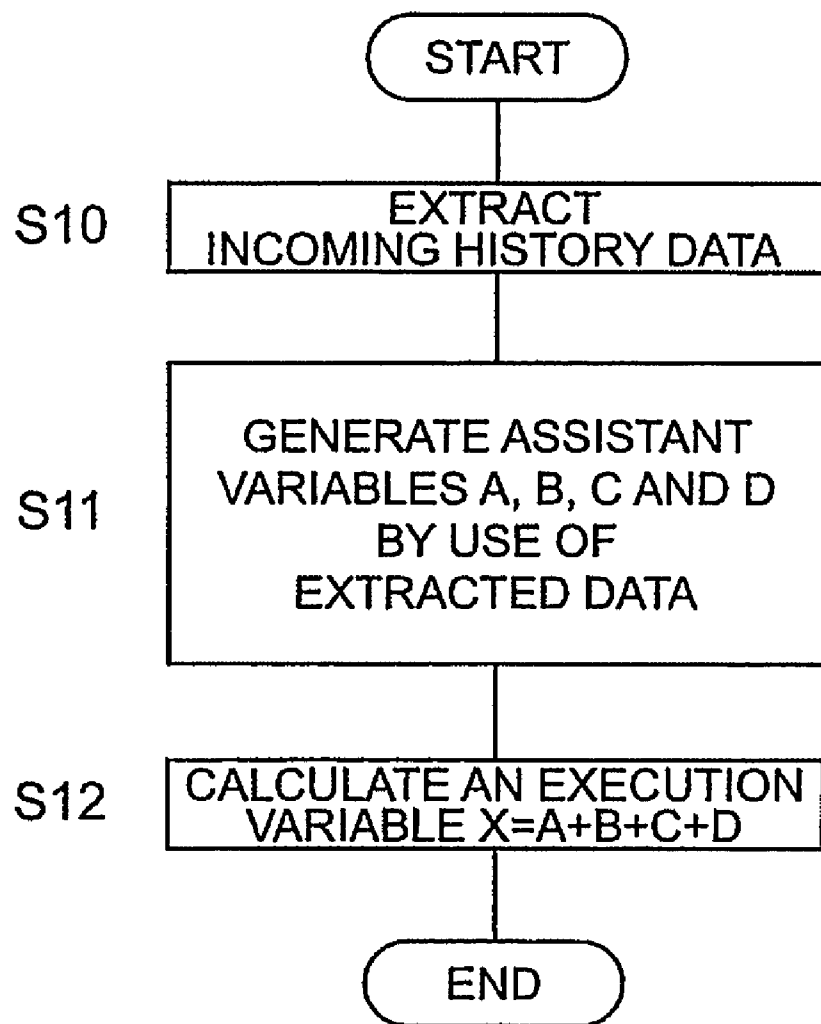 START
S10
EXTRACT
INCOMING HISTORY DATA
S11
GENERATE ASSISTANT
VARIABLES A, B, C AND D
BY USE OF
EXTRACTED DATA
S12
CALCULATE AN EXECUTION
VARIABLE X=A+B+C+D
END